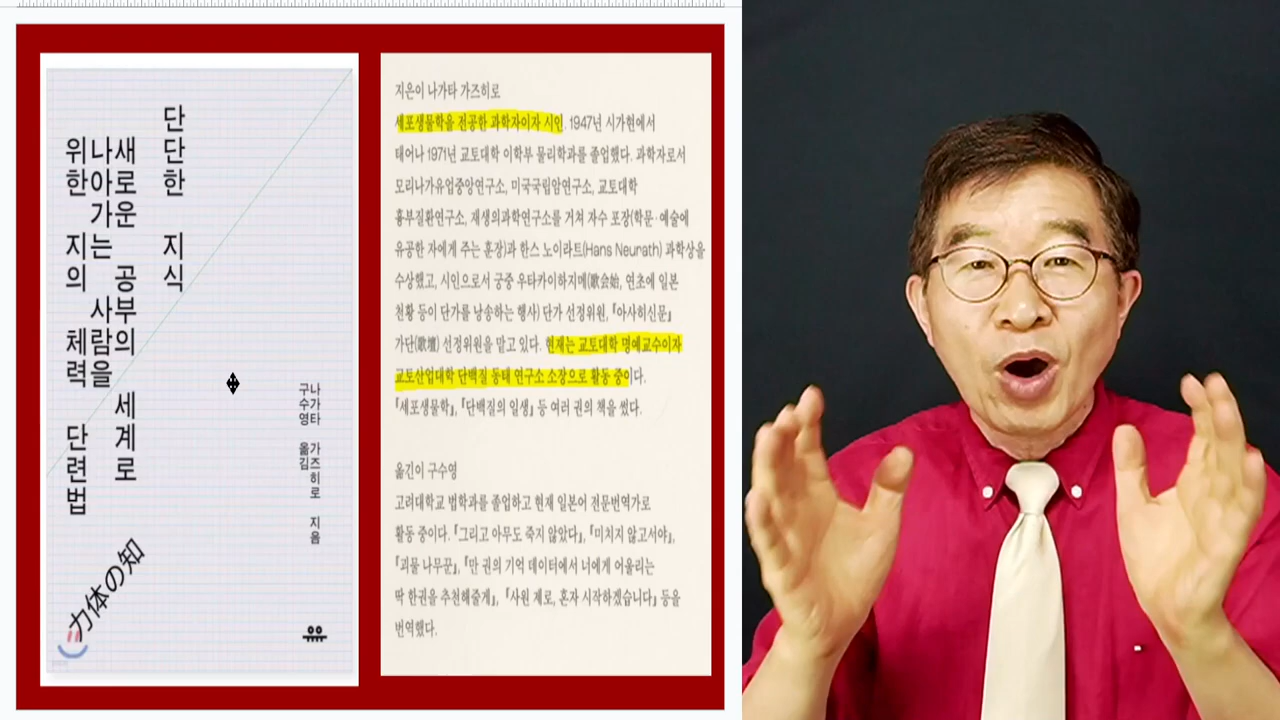 단단한 지식
새로운 공부의 세계로
나아가는 사람을
위한 지의 체력 단련법
나가타 가즈히로 지음
구수영 옮김
知の体力
지은이 나가타 가즈히로
세포생물학을 전공한 과학자이자 시인. 1947년 시가현에서
태어나 1971년 교토대학 이학부 물리학과를 졸업했다. 과학자로서
모리나가유업중앙연구소, 미국국립암연구소, 교토대학
흉부질환연구소, 재생의과학연구소를 거쳐 자수 포장(학문·예술에
유공한 자에게 주는 훈장)과 한스 노이라트(Hans Neurath) 과학상을
수상했고, 시인으로서 궁중 우타카이하지메(歌会始, 연초에 일본
천황 등이 단가를 낭송하는 행사) 단가 선정위원, 『아사히신문』
가단(歌壇) 선정위원을 맡고 있다. 현재는 교토대학 명예교수이자
교토산업대학 단백질 동태 연구소 소장으로 활동 중이다.
『세포생물학』, 『단백질의 일생』 등 여러 권의 책을 썼다.
옮긴이 구수영
고려대학교 법학과를 졸업하고 현재 일본어 전문번역가로
활동 중이다. 『그리고 아무도 죽지 않았다』, 『미치지 않고서야』,
『괴물 나무꾼』, 『만 권의 기억 데이터에서 너에게 어울리는
딱 한권을 추천해줄게』, 『사원 제로, 혼자 시작하겠습니다』 등을
번역했다.